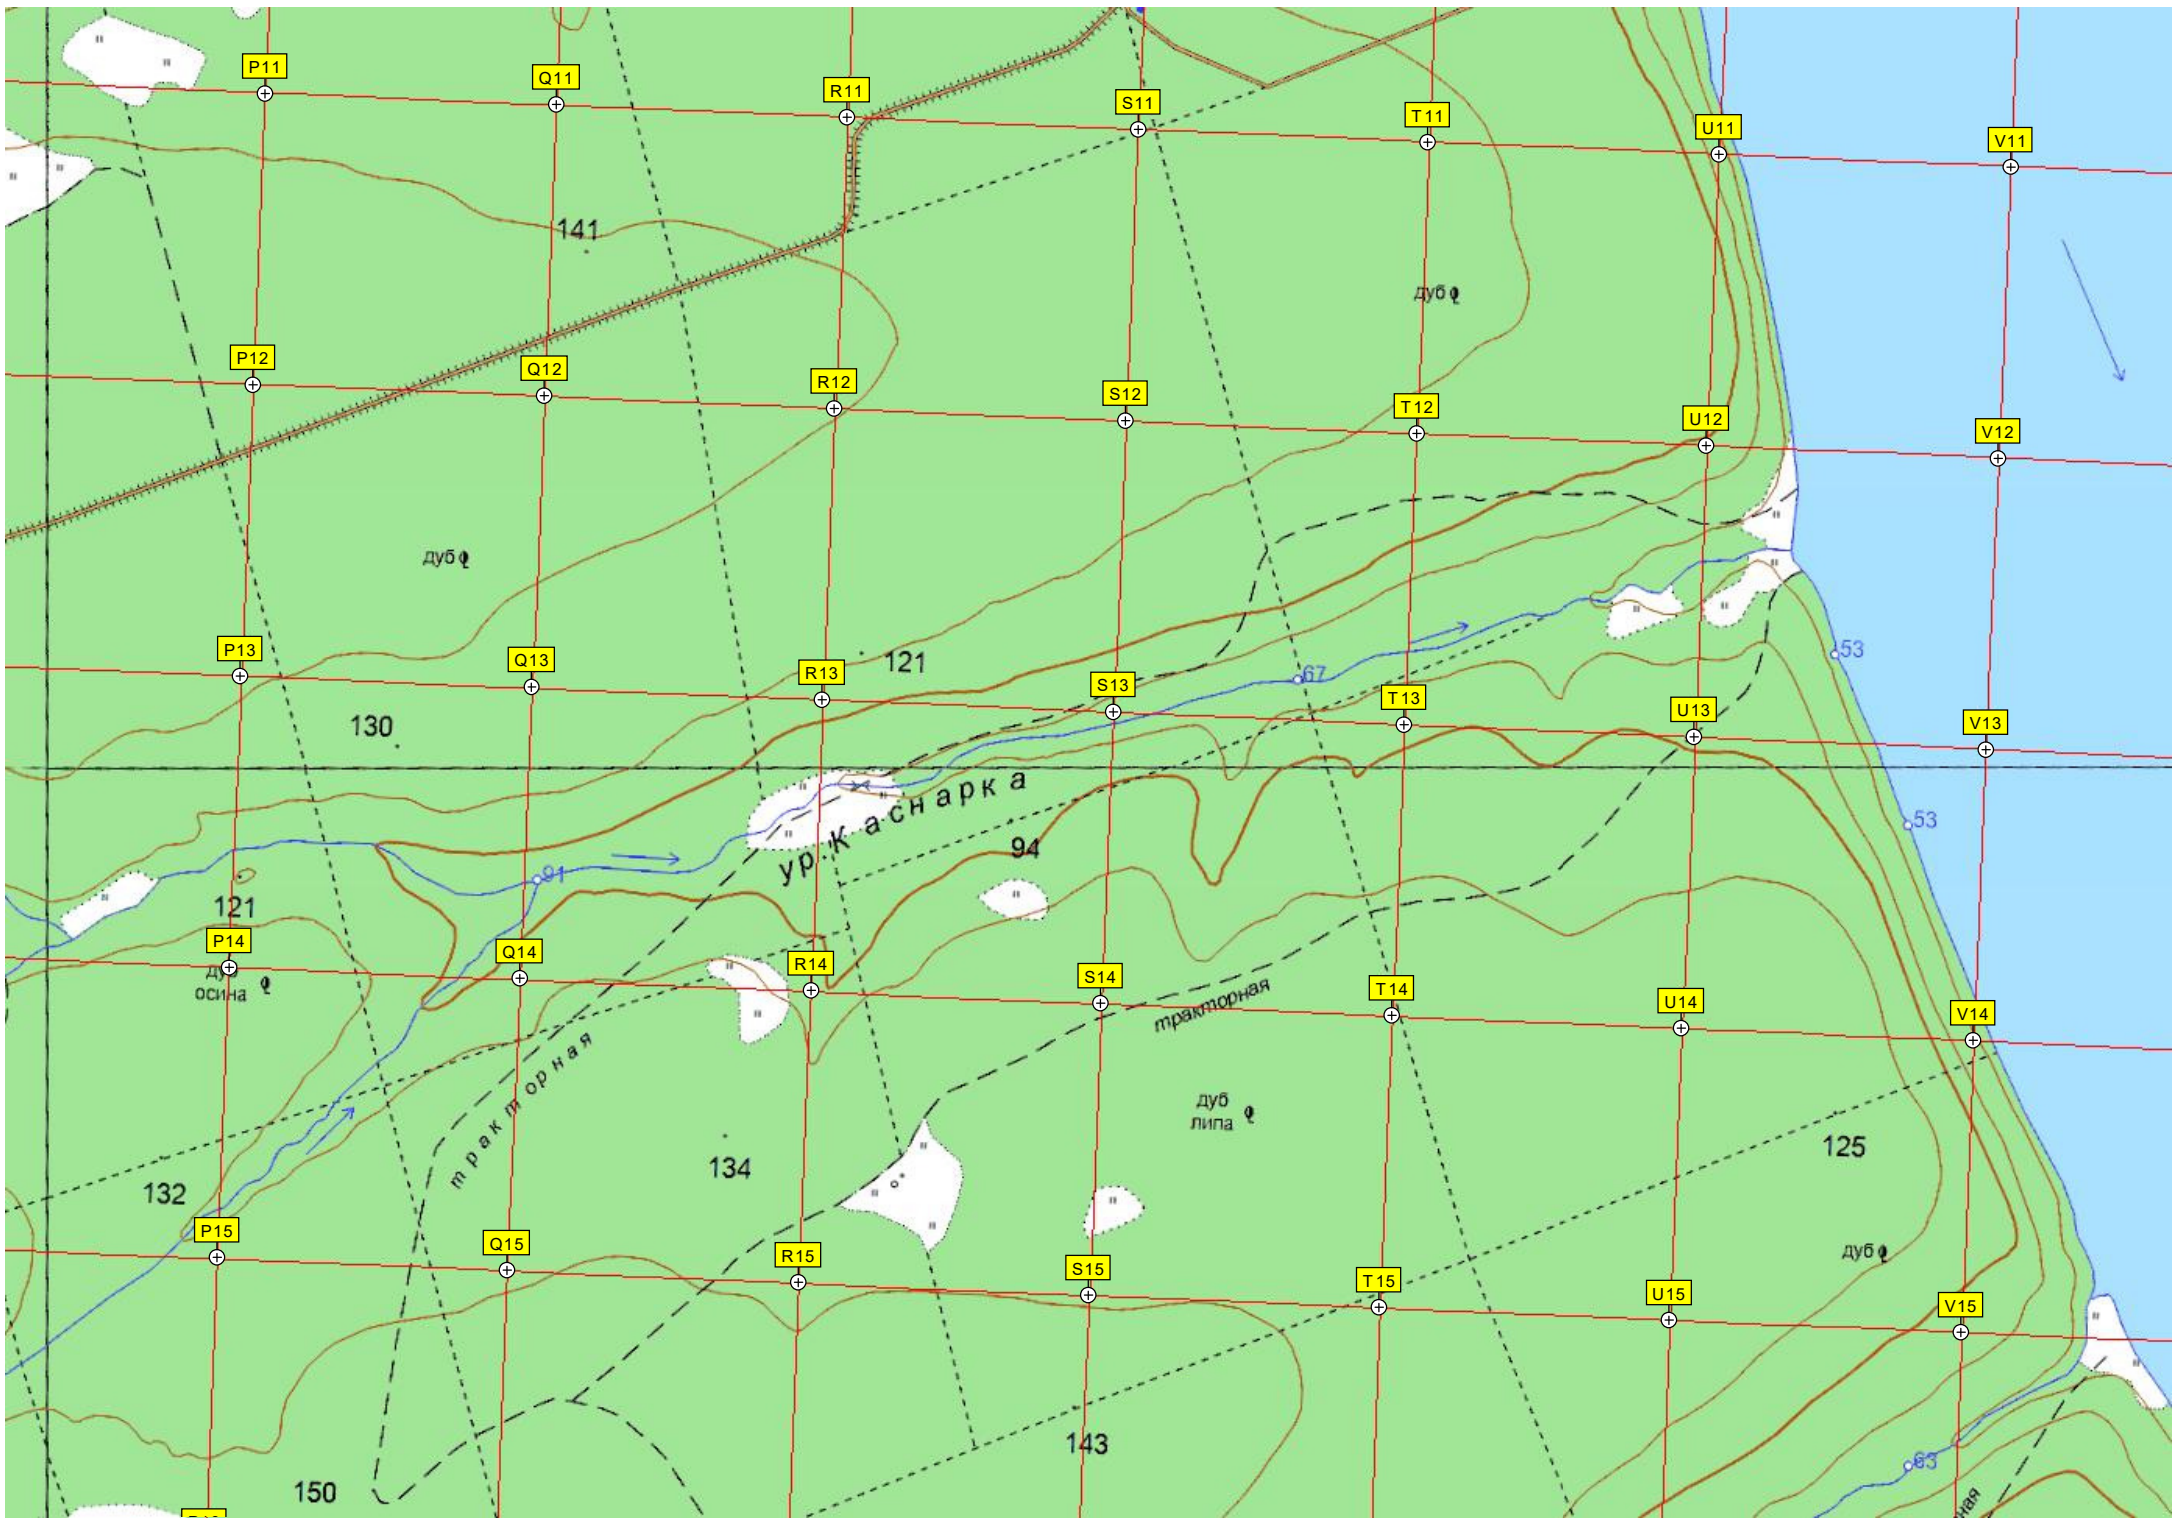 P11
Q11
R11
S11
T11
U11
V11
141
дуб
P12
Q12
R12
S12
T12
U12
V12
дуб
P13
Q13
R13
121
S13
67
T13
U13
53
V13
130
ур. Каснарка
94
53
91
121
P14
Q14
R14
S14
T14
U14
V14
осина
тракторная
тракторная
дуб
липа
134
132
125
P15
Q15
R15
S15
T15
U15
V15
дуб
143
150
63